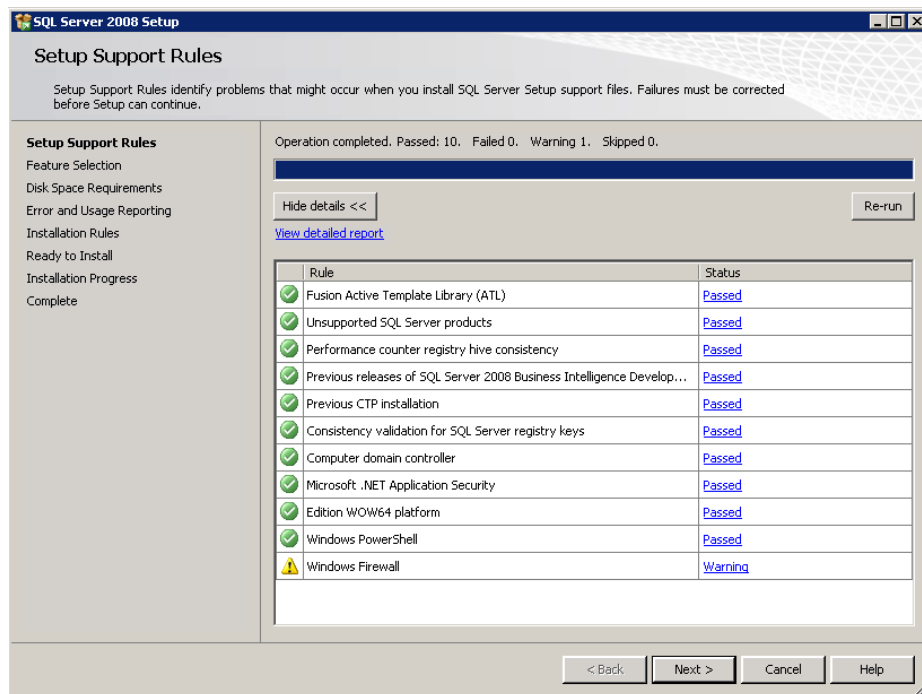 SQL Server 2008 Setup
Setup Support Rules
Setup Support Rules identify problems that might occur when you install SQL Server Setup support files. Failures must be corrected
before Setup can continue.
Setup Support Rules
Feature Selection
Disk Space Requirements
Error and Usage Reporting
Installation Rules
Ready to Install
Installation Progress
Complete
Operation completed. Passed: 10. Failed 0. Warning 1. Skipped 0.
Hide details << Re-run
View detailed report
Rule Status
Fusion Active Template Library (ATL) Passed
Unsupported SQL Server products Passed
Performance counter registry hive consistency Passed
Previous releases of SQL Server 2008 Business Intelligence Develop... Passed
Previous CTP installation Passed
Consistency validation for SQL Server registry keys Passed
Computer domain controller Passed
Microsoft .NET Application Security Passed
Edition WOW64 platform Passed
Windows PowerShell Passed
Windows Firewall Warning
< Back Next > Cancel Help